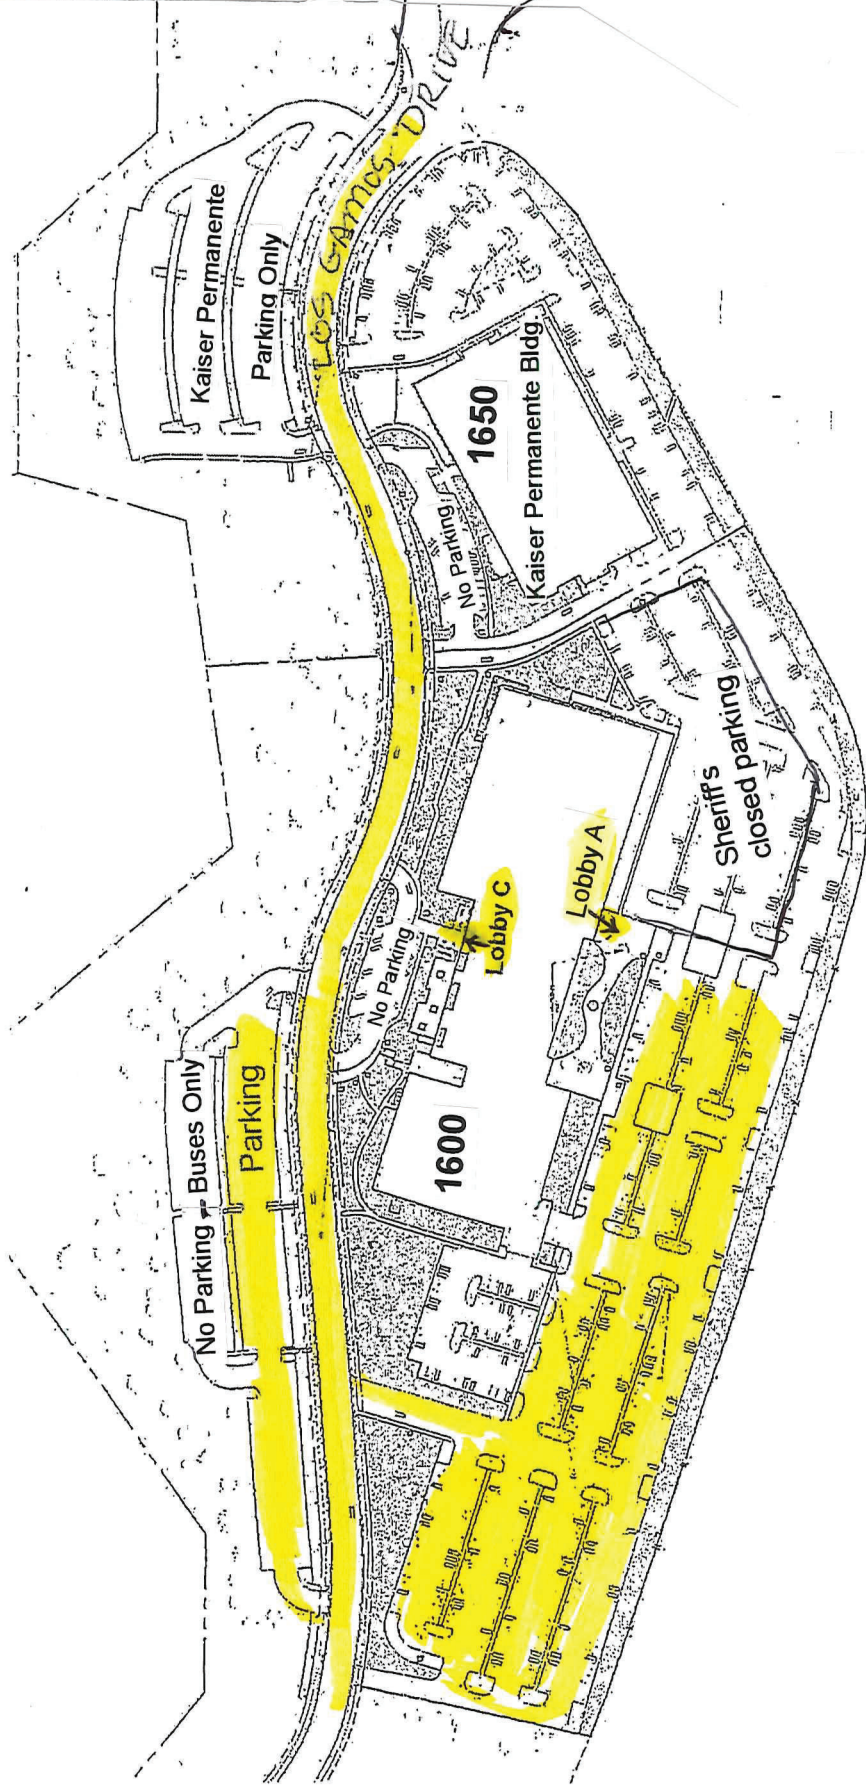 LOS GAMOS DRIVE
Kaiser Permanente
Parking Only
1650
Kaiser Permanente Bldg.
No Parking
No Parking
Lobby C
Lobby A
Sheriff's
closed parking
No Parking - Buses Only
Parking
1600